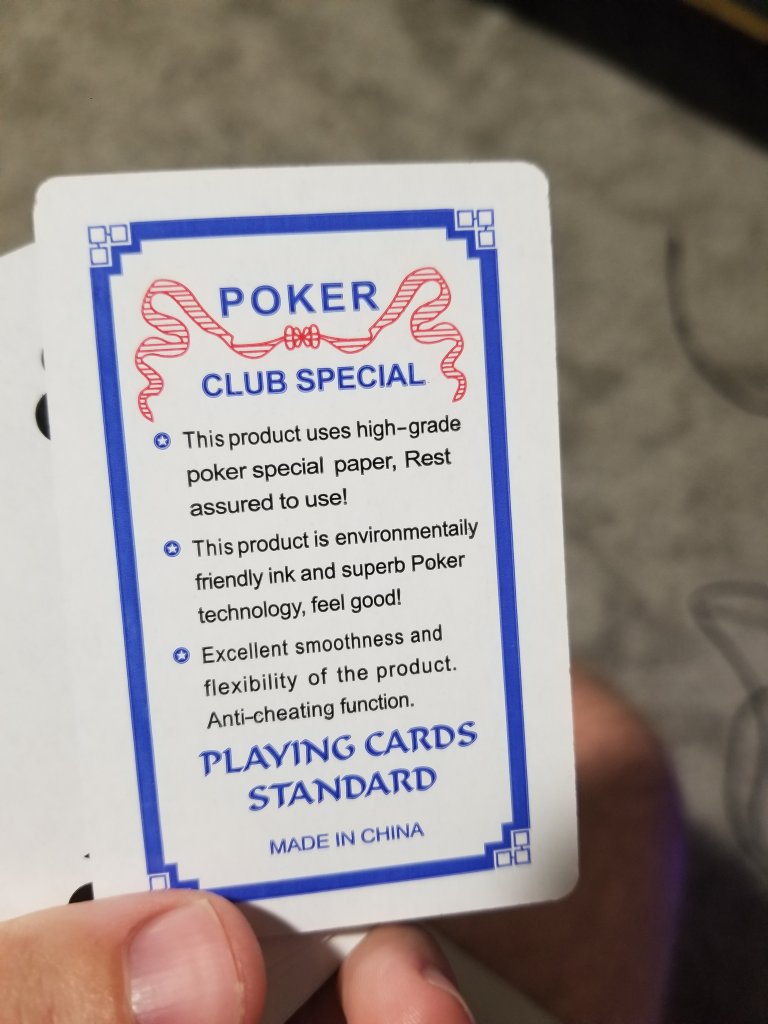 POKER
CLUB SPECIAL
This product uses high-grade
poker special paper, Rest
assured to use!
This product is environmentaily
friendly ink and superb Poker
technology, feel good!
Excellent smoothness and
flexibility of the product.
Anti-cheating function.
PLAYING CARDS
STANDARD
MADE IN CHINA